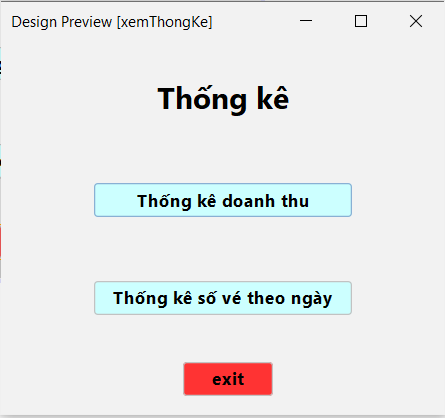 Design Preview [xemThongKe]
Thống kê
Thống kê doanh thu
Thống kê số vé theo ngày
exit